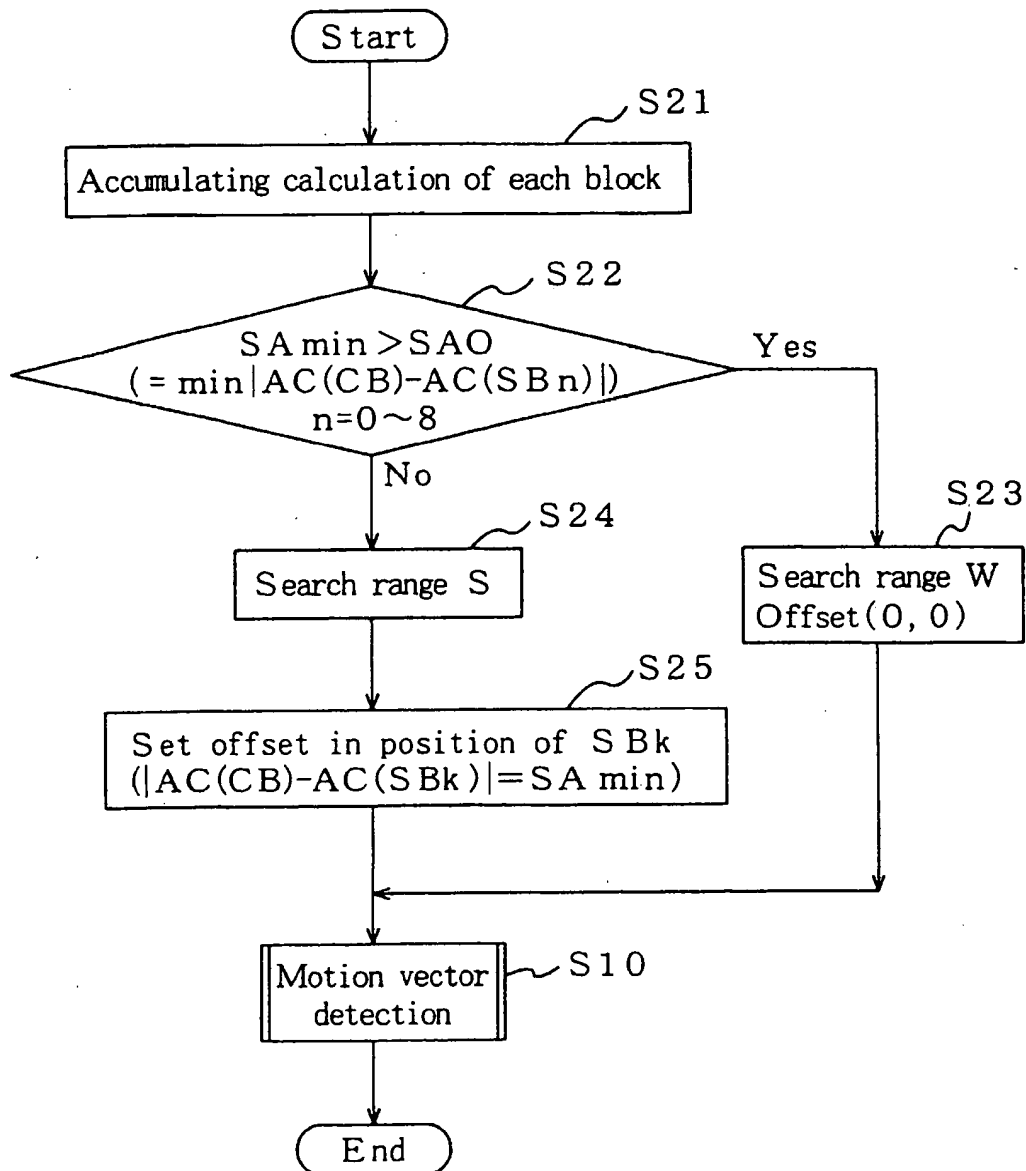 Start
S21
Accumulating calculation of each block
S22
SAmin>SA0
(=min|AC(CB)-AC(SBn)|)
n=0~8
Yes
No
S23
S24
Search range S
Search range W
Offset(0,0)
S25
Set offset in position of SBk
(|AC(CB)-AC(SBk)|=SAmin)
Motion vector
detection
S10
End